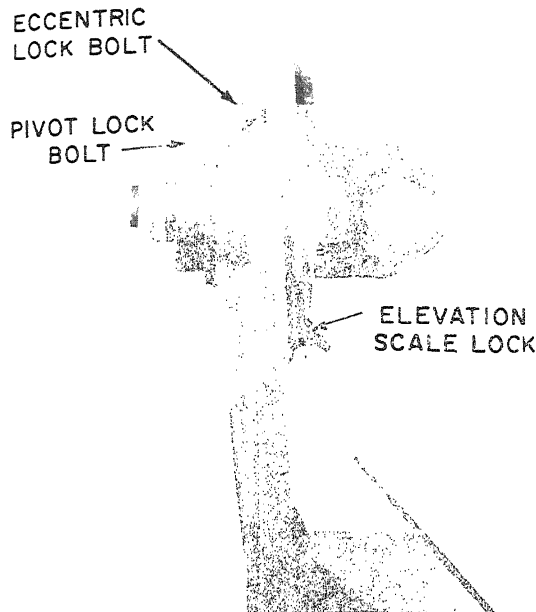 ECCENTRIC
LOCK BOLT
PIVOT LOCK
BOLT
ELEVATION
SCALE LOCK